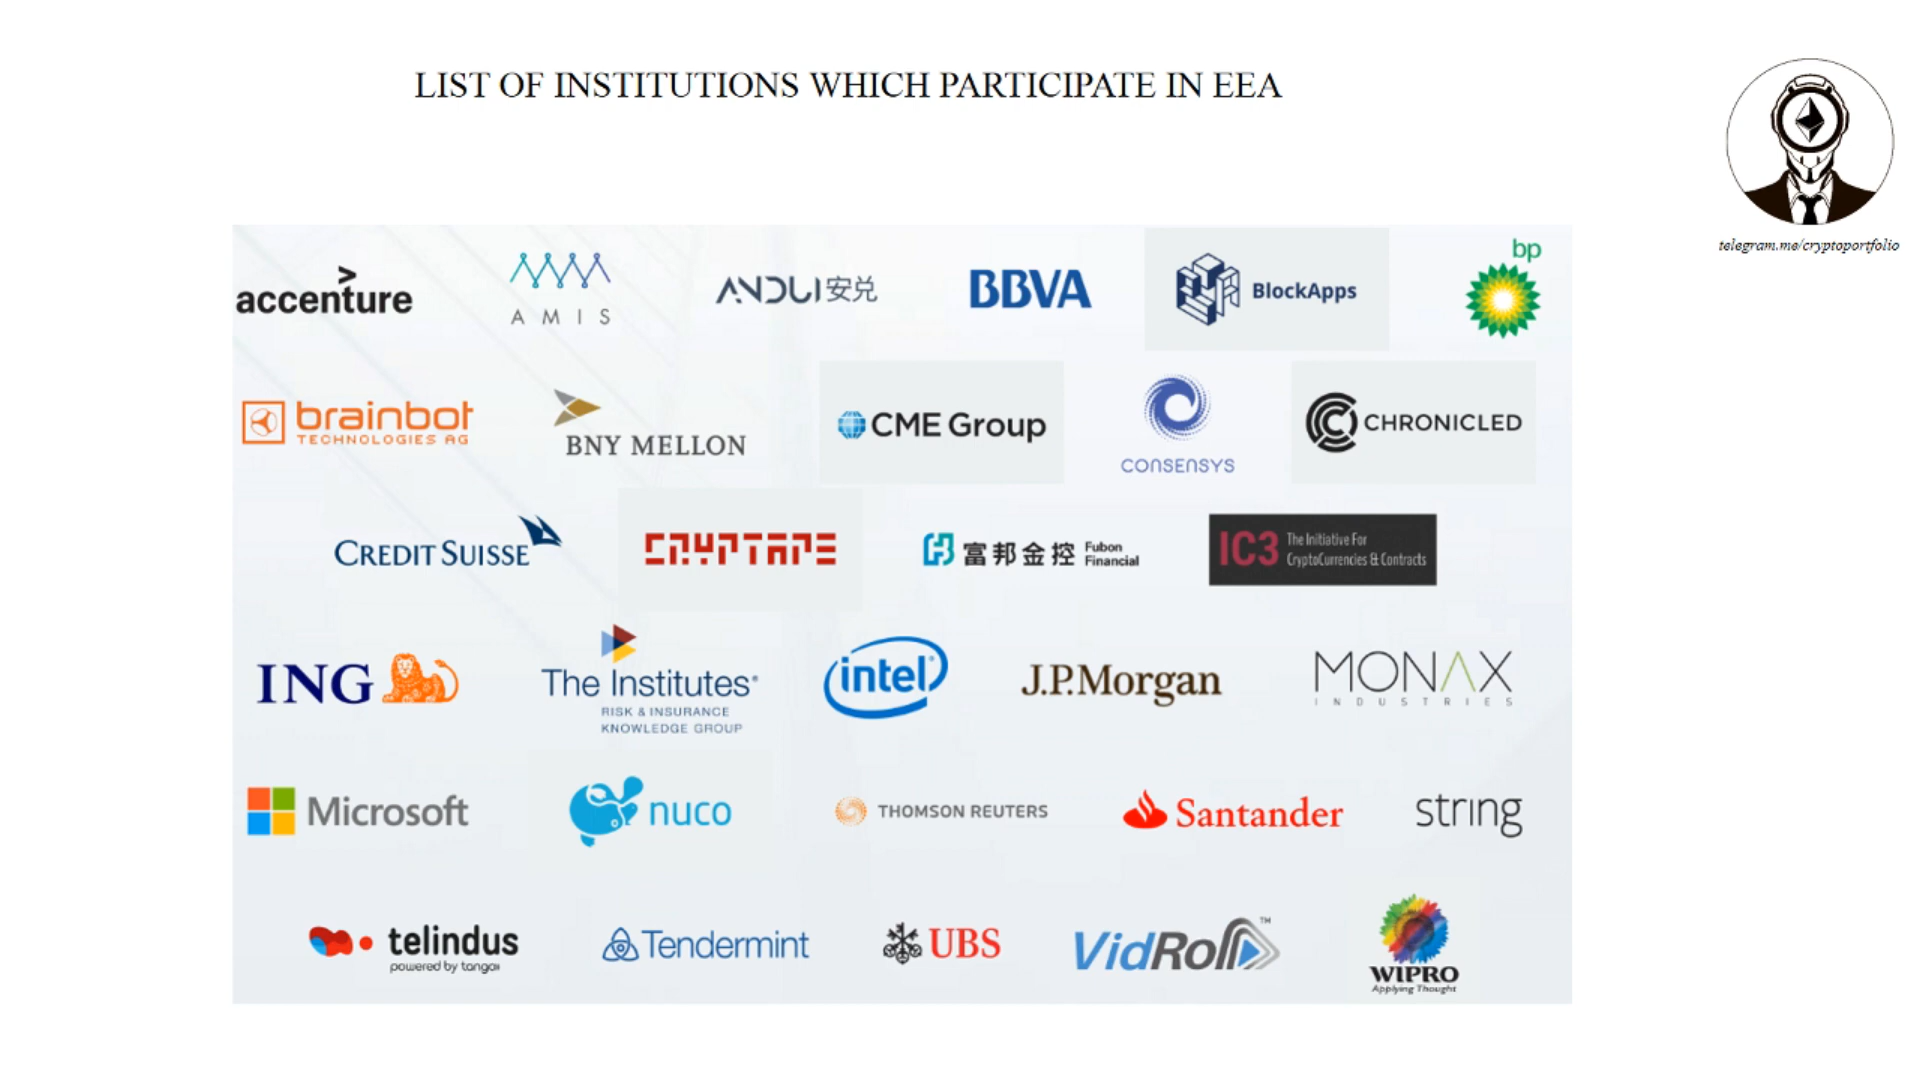 LIST OF INSTITUTIONS WHICH PARTICIPATE IN EEA
telegram.me/cryptoportfolio
accenture
AMIS
ANDUI安兑
BBVA
BlockApps
bp
brainbot
TECHNOLOGIES AG
BNY MELLON
CME Group
CONSENSYS
CHRONICLED
CREDIT SUISSE
CRYPTAPE
富邦金控 Fubon Financial
IC3 The Initiative For
CryptoCurrencies & Contracts
ING
The Institutes
RISK & INSURANCE
KNOWLEDGE GROUP
intel
J.P.Morgan
MONAX
INDUSTRIES
Microsoft
nuco
THOMSON REUTERS
Santander
string
telindus
powered by tango
Tendermint
UBS
VidRoll™
WIPRO
Applying Thought